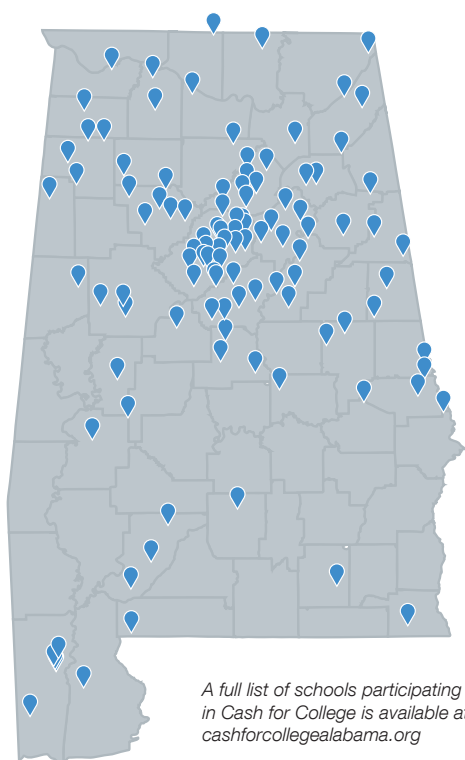 A full list of schools participating
in Cash for College is available at
cashforcollegealabama.org